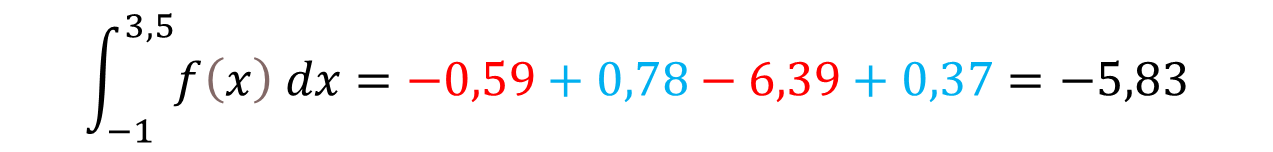 ∫_{−1}^{3,5} f(x) dx = −0,59 + 0,78 − 6,39 + 0,37 = −5,83